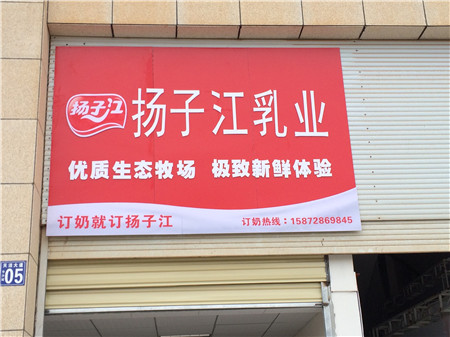 扬子江
扬子江乳业
优质生态牧场 极致新鲜体验
订奶就订扬子江
订奶热线：15872869845
05